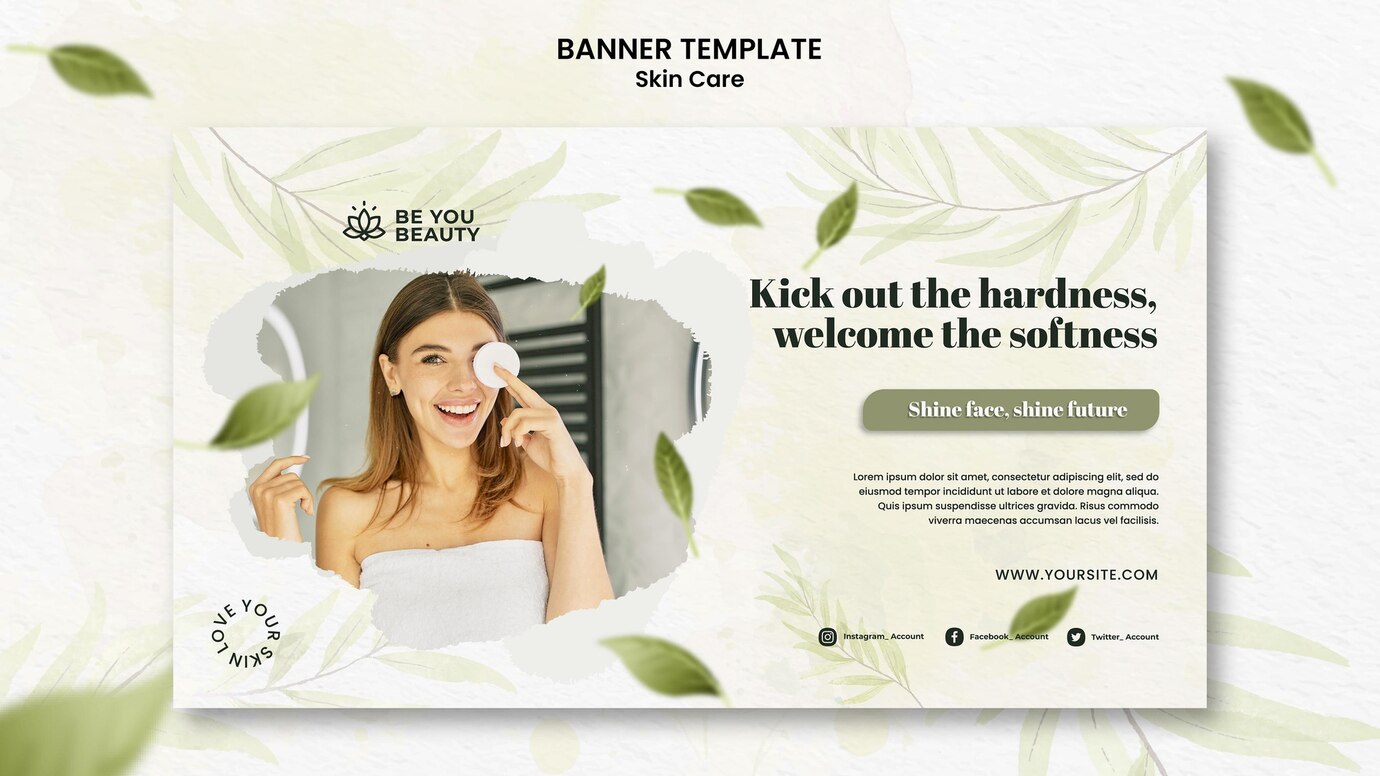 BANNER TEMPLATE
Skin Care
BE YOU
BEAUTY
Kick out the hardness,
welcome the softness
Shine face, shine future
Lorem ipsum dolor sit amet, consectetur adipiscing elit, sed do
eiusmod tempor incididunt ut labore et dolore magna aliqua.
Quis ipsum suspendisse ultrices gravida. Risus commodo
viverra maecenas accumsan lacus vel facilisis.
WWW.YOURSITE.COM
Instagram_ Account
Facebook_ Account
Twitter_ Account
LOVE YOUR SKIN